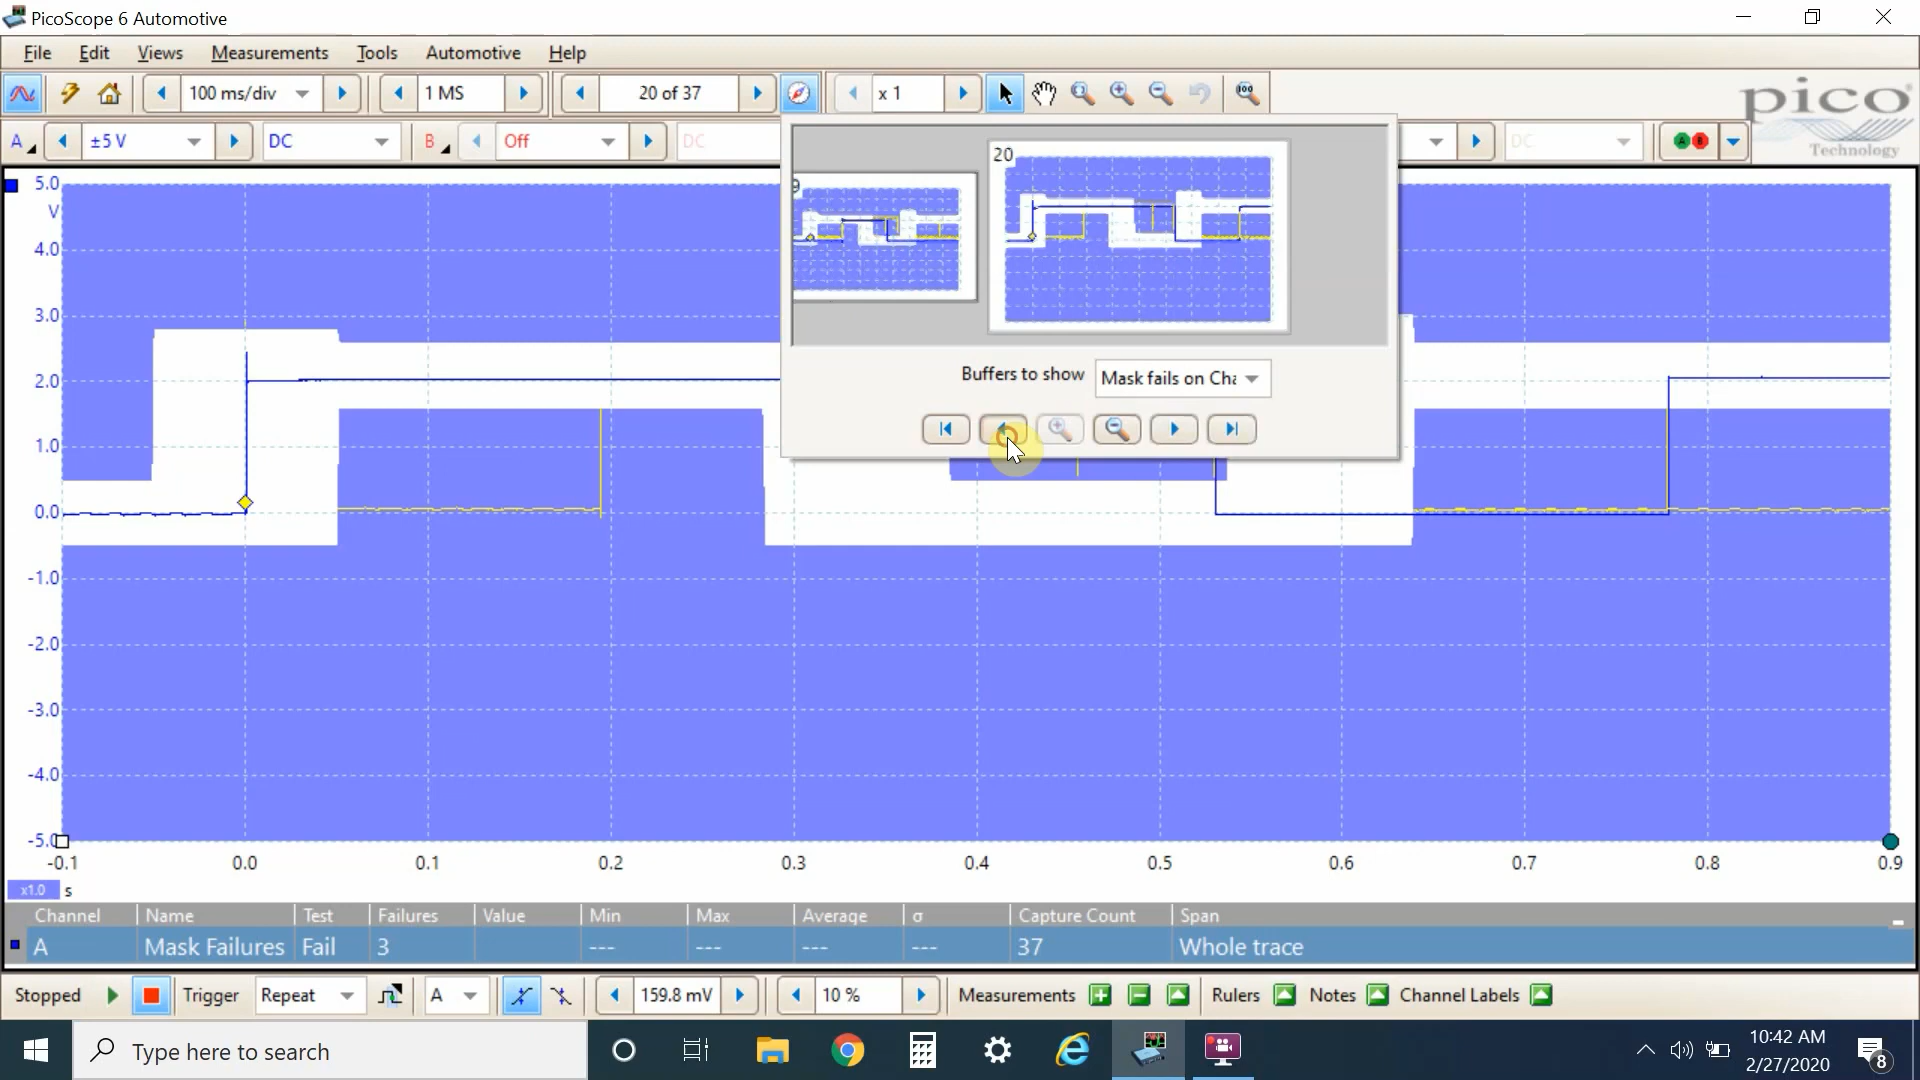 PicoScope 6 Automotive
File Edit Views Measurements Tools Automotive Help
100 ms/div 1 MS 20 of 37 x 1 100
pico
Technology
A ±5 V DC B Off DC DC A B
20
9
Buffers to show Mask fails on Cha
5.0
V
4.0
3.0
2.0
1.0
0.0
-1.0
-2.0
-3.0
-4.0
-5.0
-0.1 0.0 0.1 0.2 0.3 0.4 0.5 0.6 0.7 0.8 0.9
x1.0 s
Channel Name Test Failures Value Min Max Average σ Capture Count Span
A Mask Failures Fail 3 --- --- --- --- 37 Whole trace
Stopped Trigger Repeat A 159.8 mV 10 % Measurements Rulers Notes Channel Labels
Type here to search
10:42 AM
2/27/2020
8